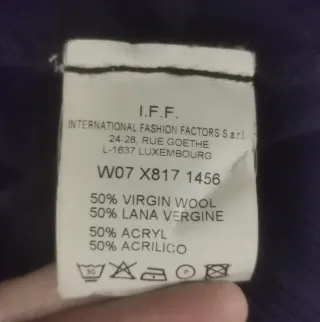 I.F.F.
INTERNATIONAL FASHION FACTORS S.a r.l.
24-28, RUE GOETHE
L-1637 LUXEMBOURG
W07 X817 1456
50% VIRGIN WOOL
50% LANA VERGINE
50% ACRYL
50% ACRILICO
30
P